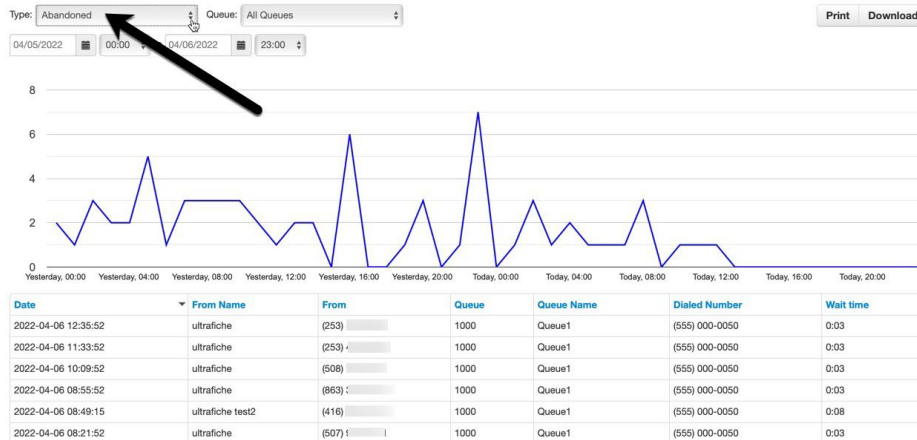 Type: Abandoned Queue: All Queues Print Download
04/05/2022 00:00 04/06/2022 23:00
8
6
4
2
0
Yesterday, 00:00 Yesterday, 04:00 Yesterday, 08:00 Yesterday, 12:00 Yesterday, 16:00 Yesterday, 20:00 Today, 00:00 Today, 04:00 Today, 08:00 Today, 12:00 Today, 16:00 Today, 20:00
Date From Name From Queue Queue Name Dialed Number Wait time
2022-04-06 12:35:52 ultrafiche (253) 1000 Queue1 (555) 000-0050 0:03
2022-04-06 11:33:52 ultrafiche (253) 1000 Queue1 (555) 000-0050 0:03
2022-04-06 10:09:52 ultrafiche (508) 1000 Queue1 (555) 000-0050 0:03
2022-04-06 08:55:52 ultrafiche (863) 1000 Queue1 (555) 000-0050 0:03
2022-04-06 08:49:15 ultrafiche test2 (416) 1000 Queue1 (555) 000-0050 0:08
2022-04-06 08:21:52 ultrafiche (507) 1000 Queue1 (555) 000-0050 0:03